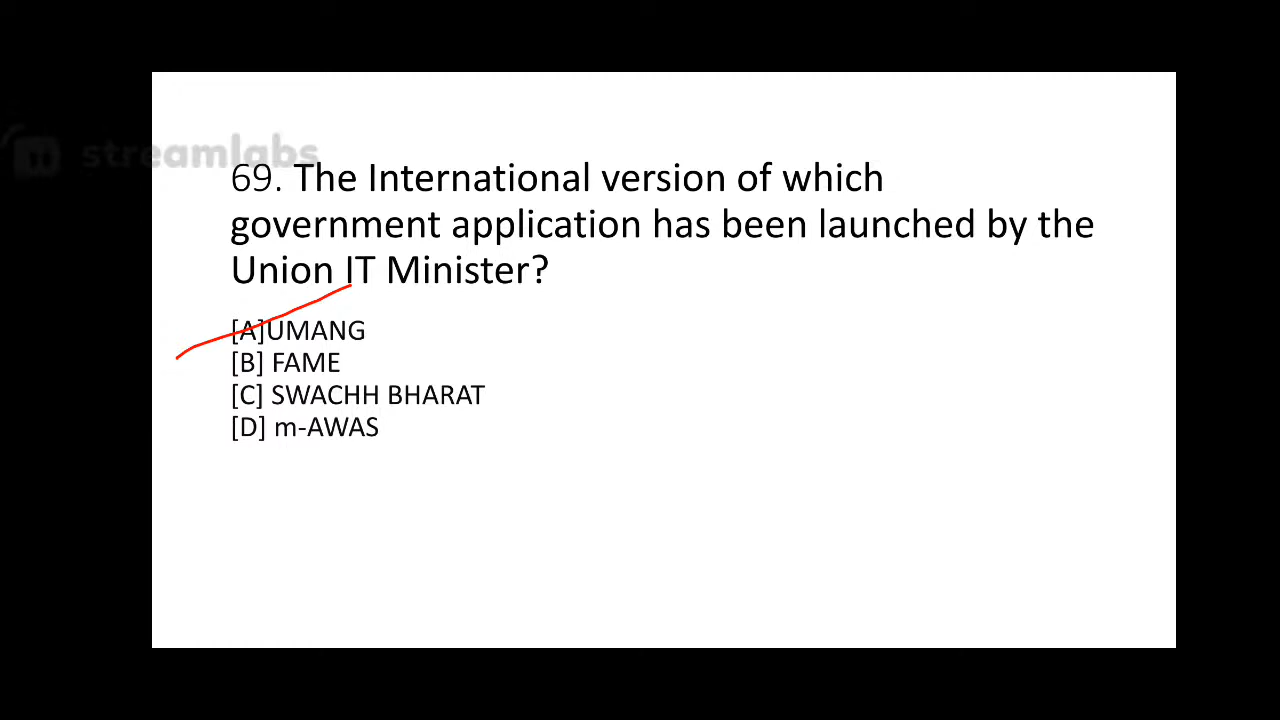 streamlabs
69. The International version of which
government application has been launched by the
Union IT Minister?
[A]UMANG
[B] FAME
[C] SWACHH BHARAT
[D] m-AWAS